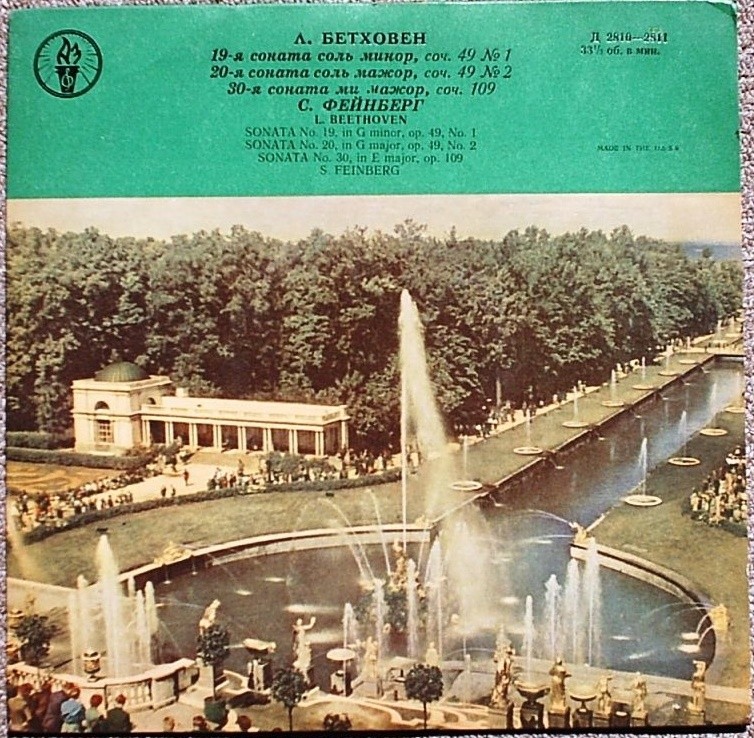 Л. БЕТХОВЕН
19-я соната соль минор, соч. 49 № 1
20-я соната соль мажор, соч. 49 № 2
30-я соната ми мажор, соч. 109
С. ФЕЙНБЕРГ
L. BEETHOVEN
SONATA No. 19, in G minor, op. 49, No. 1
SONATA No. 20, in G major, op. 49, No. 2
SONATA No. 30, in E major, op. 109
S. FEINBERG
Д 2810—2811
33⅓ об. в мин.
MADE IN THE U.S.S.R